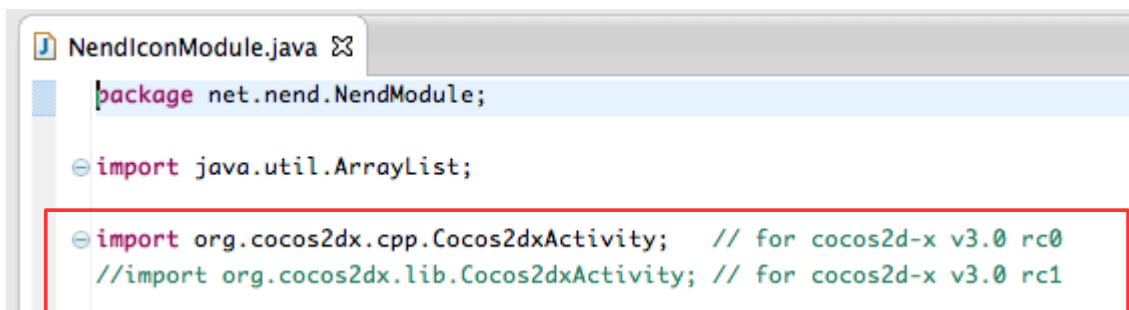 NendIconModule.java
package net.nend.NendModule;
import java.util.ArrayList;
import org.cocos2dx.cpp.Cocos2dxActivity; // for cocos2d-x v3.0 rc0
//import org.cocos2dx.lib.Cocos2dxActivity; // for cocos2d-x v3.0 rc1